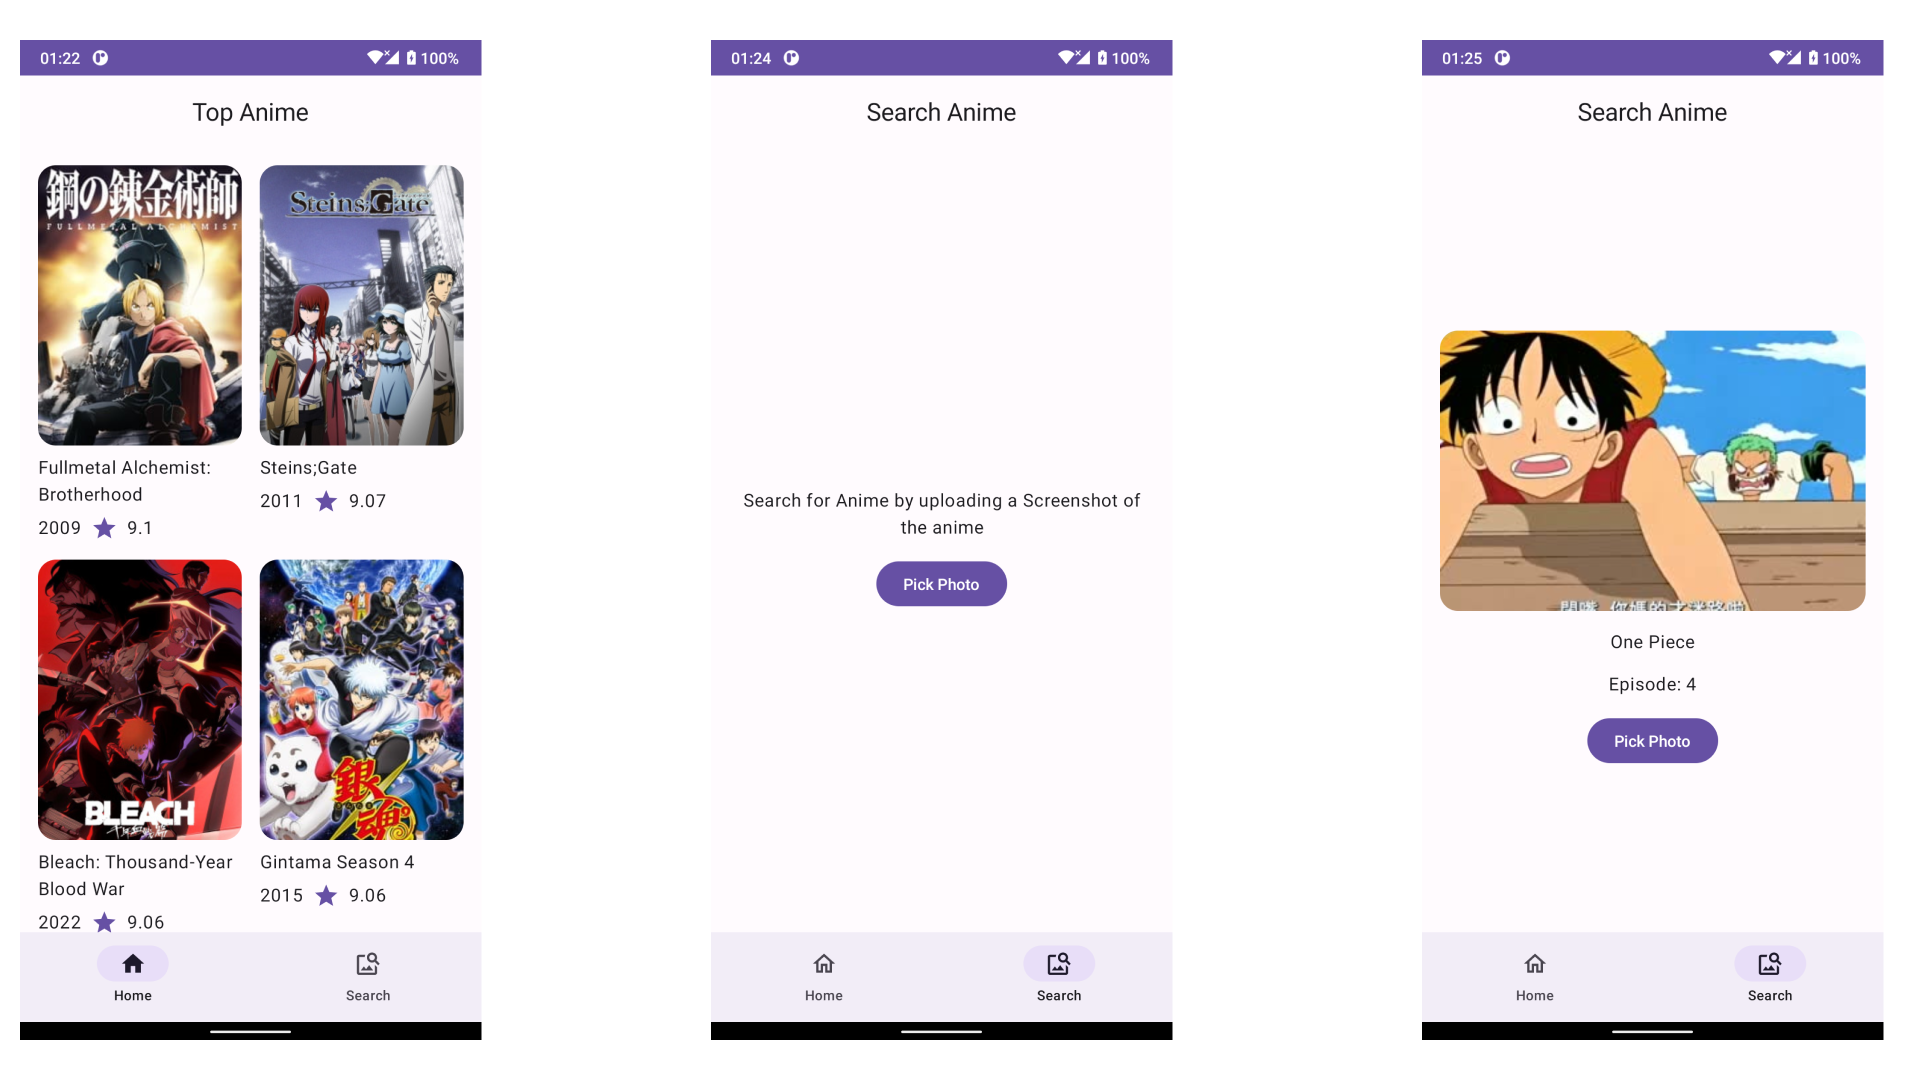 01:22
100%
Top Anime
鋼の錬金術師
FULLMETAL ALCHEMIST
Steins;Gate
Fullmetal Alchemist:
Brotherhood
2009 9.1
Steins;Gate
2011 9.07
BLEACH
銀魂
Bleach: Thousand-Year
Blood War
2022 9.06
Gintama Season 4
2015 9.06
Home
Search
01:24
100%
Search Anime
Search for Anime by uploading a Screenshot of
the anime
Pick Photo
Home
Search
01:25
100%
Search Anime
One Piece
Episode: 4
Pick Photo
Home
Search